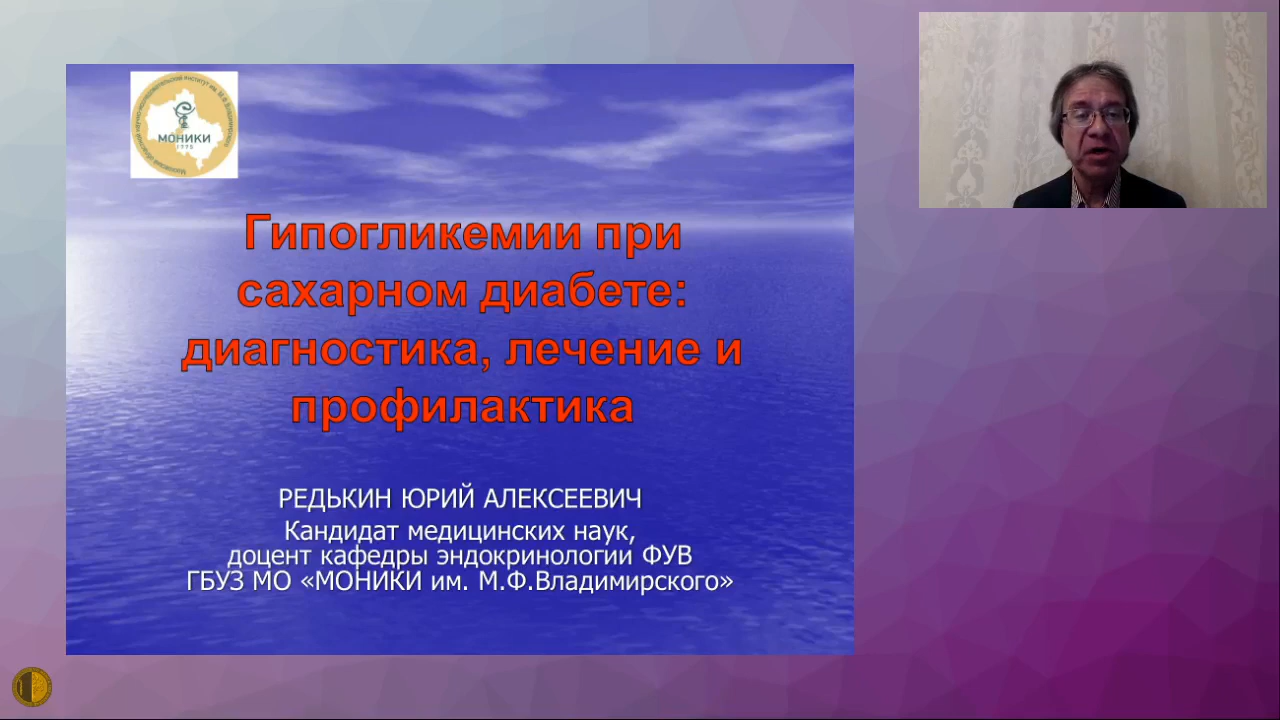 МОНИКИ
1775
Гипогликемии при
сахарном диабете:
диагностика, лечение и
профилактика
РЕДЬКИН ЮРИЙ АЛЕКСЕЕВИЧ
Кандидат медицинских наук,
доцент кафедры эндокринологии ФУВ
ГБУЗ МО «МОНИКИ им. М.Ф.Владимирского»